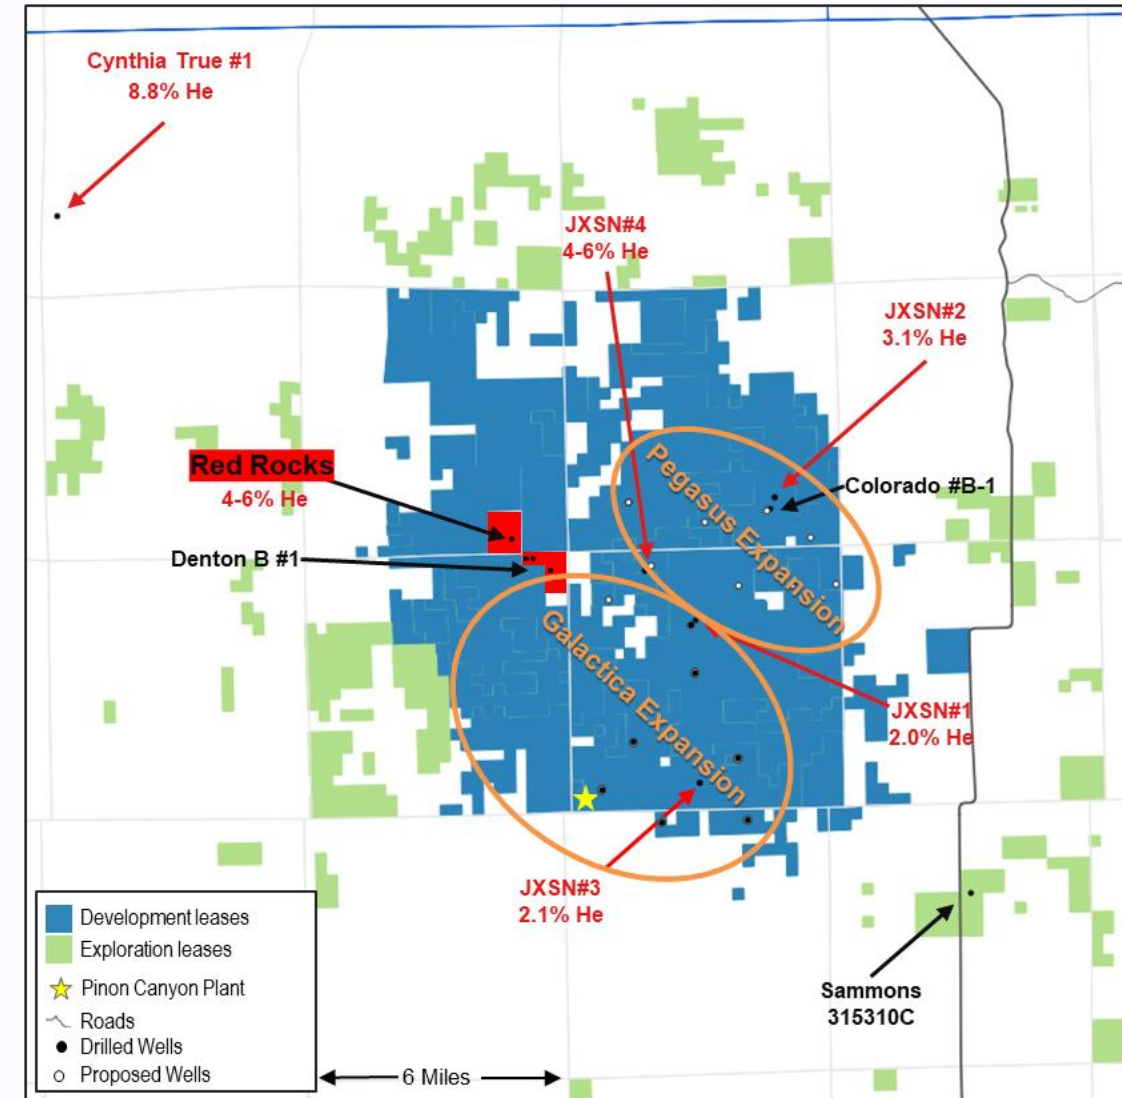 Cynthia True #1
8.8% He
JXSN#4
4-6% He
JXSN#2
3.1% He
Pegasus Expansion
Red Rocks
4-6% He
Colorado #B-1
Denton B #1
Galactica Expansion
JXSN#1
2.0% He
JXSN#3
2.1% He
Sammons
315310C
Development leases
Exploration leases
Pinon Canyon Plant
Roads
Drilled Wells
Proposed Wells
6 Miles